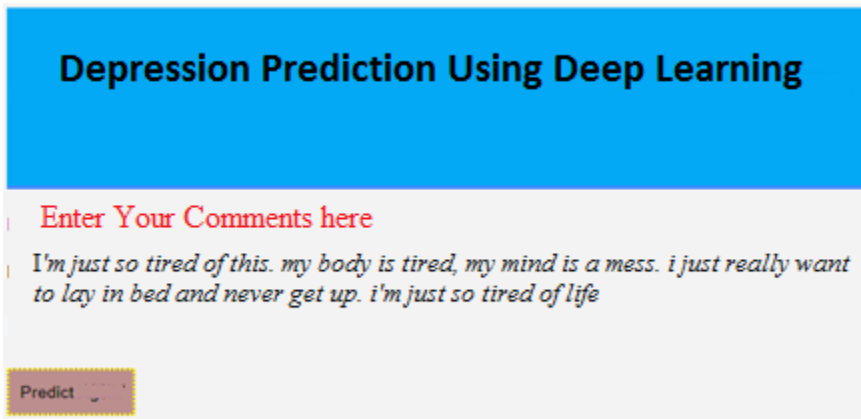 Depression Prediction Using Deep Learning
Enter Your Comments here
I'm just so tired of this. my body is tired, my mind is a mess. i just really want
to lay in bed and never get up. i'm just so tired of life
Predict